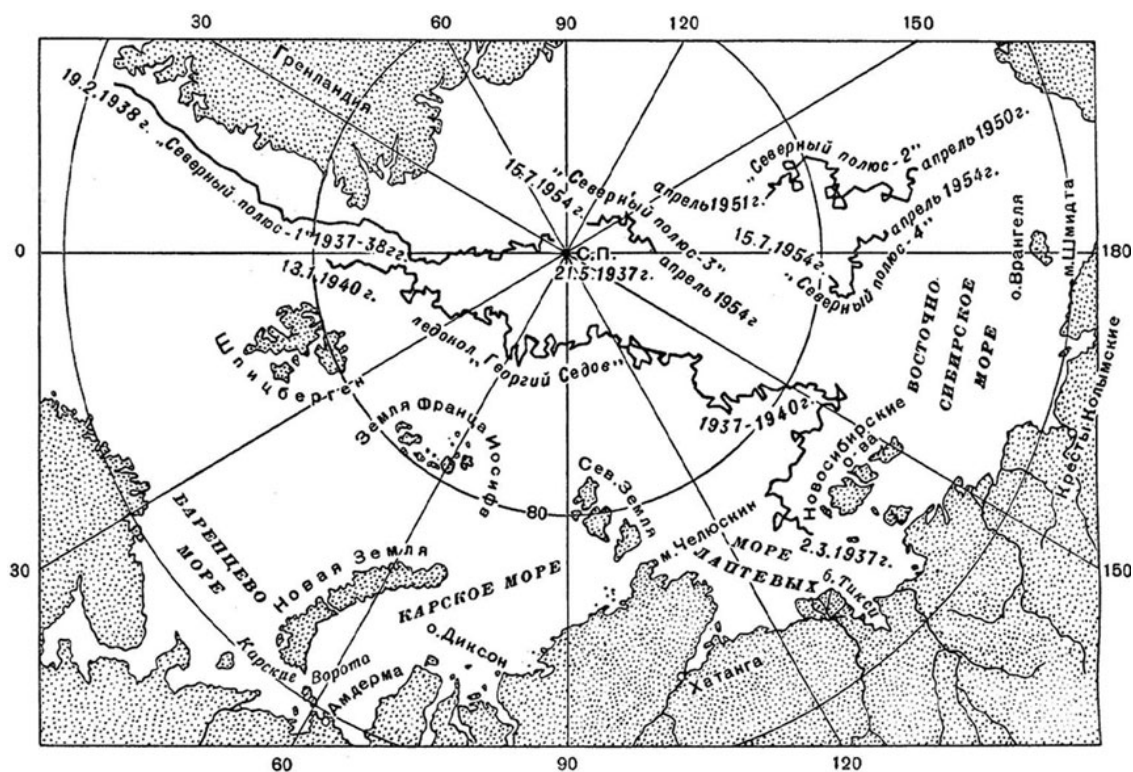 30 60 90 120 150
Гренландия
19.2.1938 г.
„Северный полюс-1" 1937-38 гг.
15.7.1954 г.
„Северный полюс-3"
апрель 1954 г
апрель 1951 г.
„Северный полюс-2"
апрель 1950 г.
15.7.1954 г.
„Северный полюс-4"
апрель 1954 г.
о.Врангеля
м.Шмидта
0
С.П.
21.5.1937 г.
180
13.1.1940 г.
ледокол „Георгий Седов"
1937-1940 г.
Шпицберген
Земля Франца Иосифа
ВОСТОЧНО-
СИБИРСКОЕ
МОРЕ
Кресты Колымские
Новосибирские
о-ва
Сев. Земля
80
м.Челюскин
МОРЕ
ЛАПТЕВЫХ
2.3.1937 г.
б.Тикси
БАРЕНЦЕВО
МОРЕ
Новая Земля
КАРСКОЕ МОРЕ
30
150
о.Диксон
Карские Ворота
Амдерма
Хатанга
60 90 120